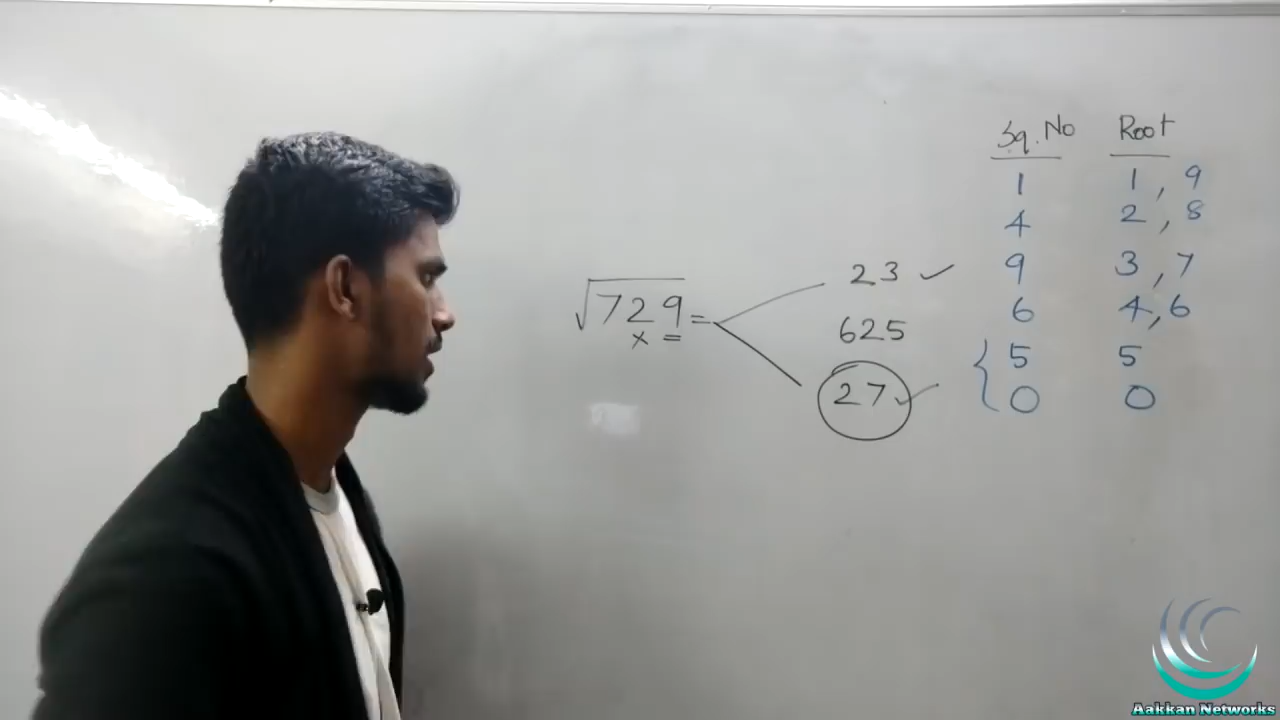 Sq. No Root
1 1, 9
4 2, 8
9 3, 7
6 4, 6
5 5
0 0
√729 =
x =
23 ✓
625
27 ✓
Aakkan Networks